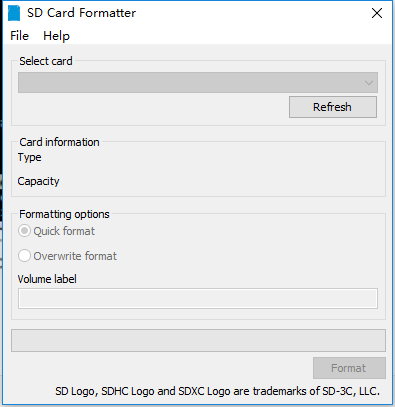 SD Card Formatter
File Help
Select card
Refresh
Card information
Type
Capacity
Formatting options
Quick format
Overwrite format
Volume label
Format
SD Logo, SDHC Logo and SDXC Logo are trademarks of SD-3C, LLC.